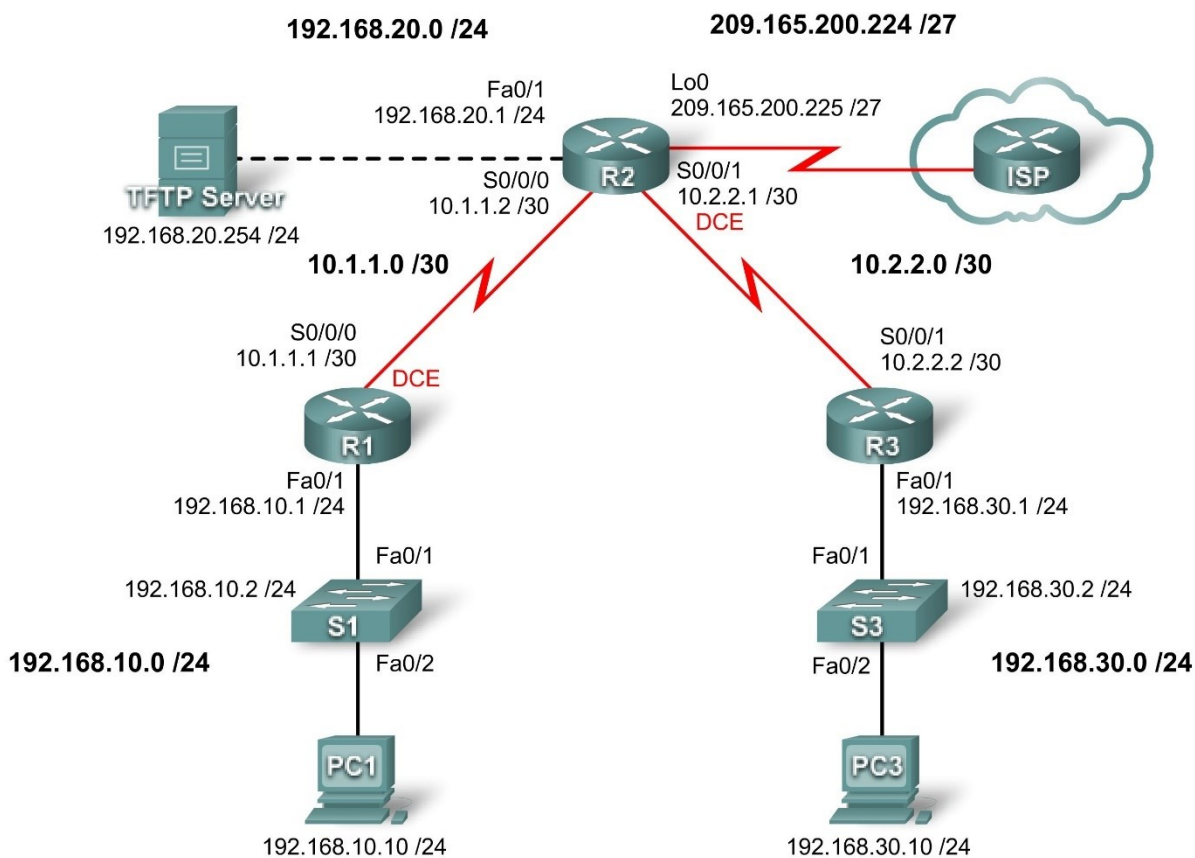 192.168.20.0 /24
209.165.200.224 /27
Fa0/1
192.168.20.1 /24
Lo0
209.165.200.225 /27
TFTP Server
192.168.20.254 /24
S0/0/0
10.1.1.2 /30
R2
S0/0/1
10.2.2.1 /30
DCE
ISP
10.1.1.0 /30
10.2.2.0 /30
S0/0/0
10.1.1.1 /30
DCE
S0/0/1
10.2.2.2 /30
R1
R3
Fa0/1
192.168.10.1 /24
Fa0/1
192.168.30.1 /24
Fa0/1
192.168.10.2 /24
S1
Fa0/1
192.168.30.2 /24
S3
192.168.10.0 /24
Fa0/2
Fa0/2
192.168.30.0 /24
PC1
192.168.10.10 /24
PC3
192.168.30.10 /24